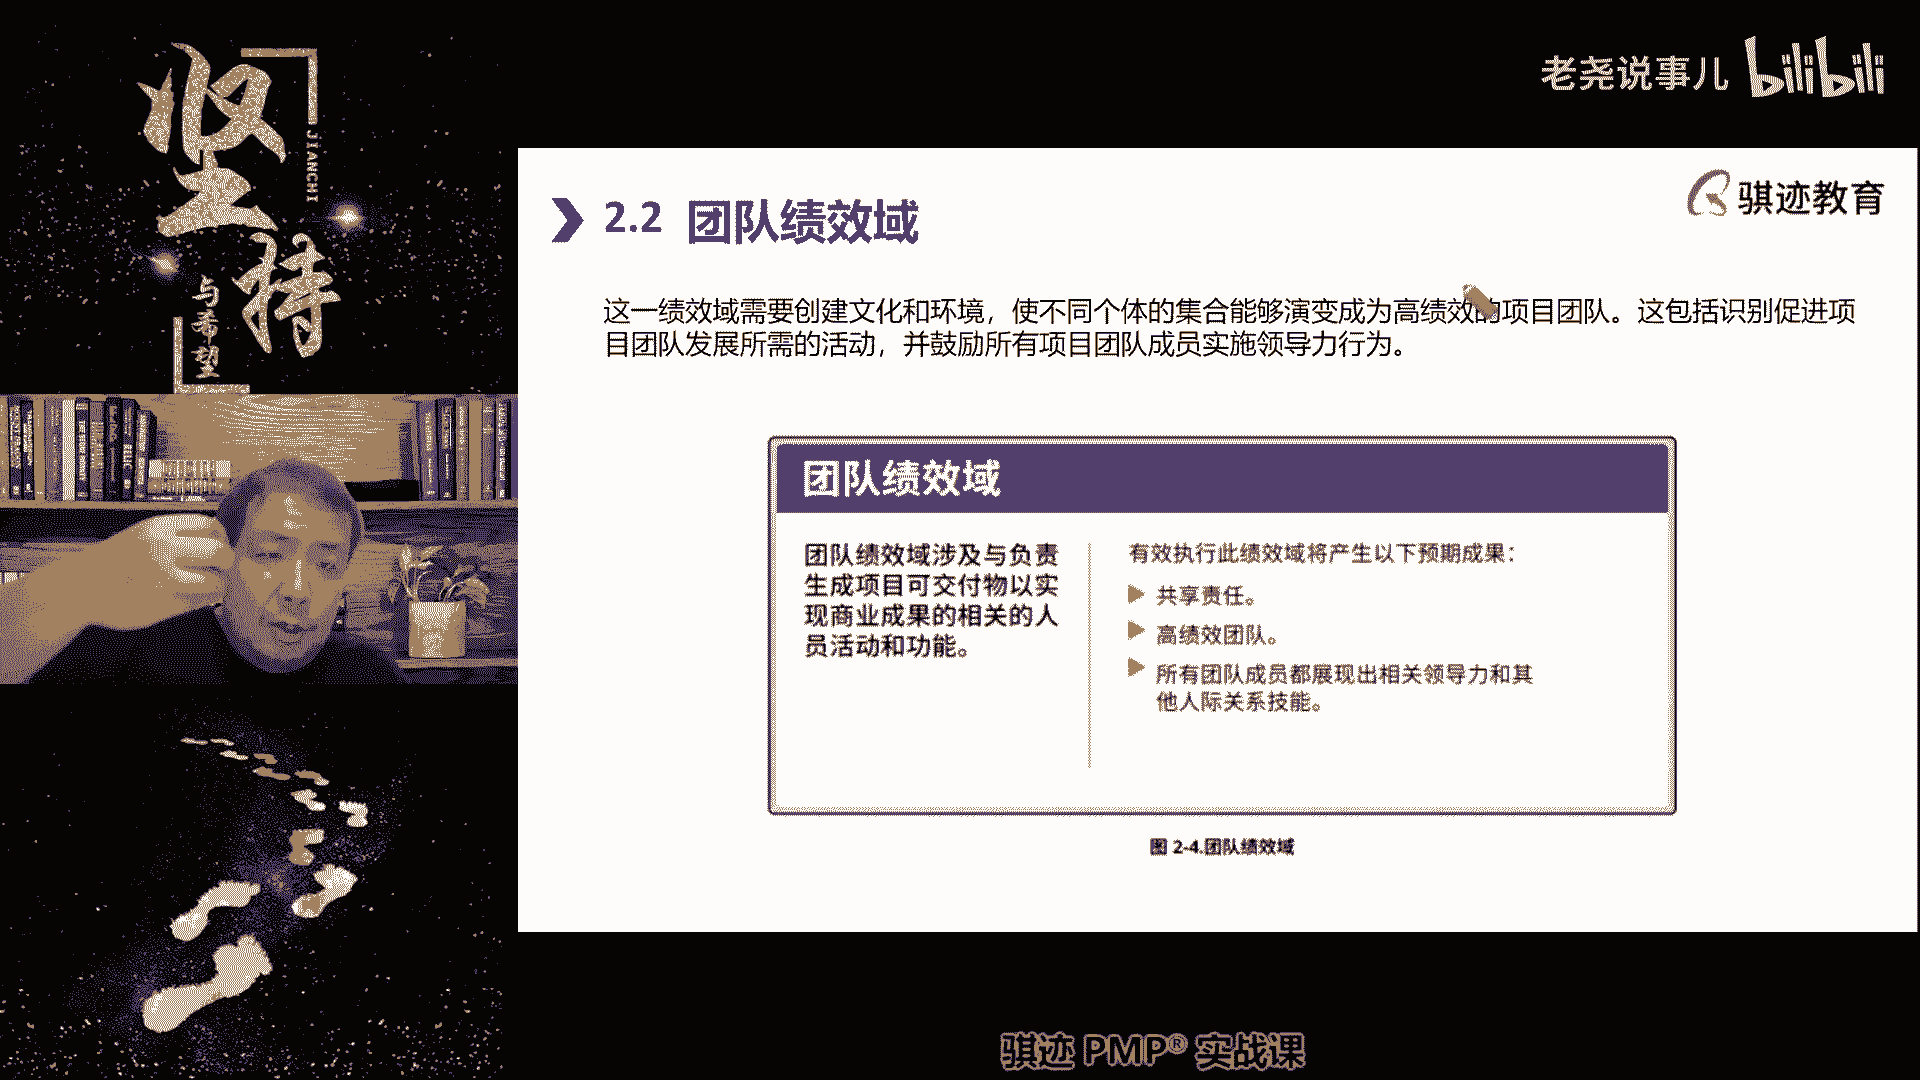 坚持
JIANCHI
与希望
老尧说事儿 bilibili
骐迹教育
2.2 团队绩效域
这一绩效域需要创建文化和环境，使不同个体的集合能够演变成为高绩效的项目团队。这包括识别促进项
目团队发展所需的活动，并鼓励所有项目团队成员实施领导力行为。
团队绩效域
团队绩效域涉及与负责
生成项目可交付物以实
现商业成果的相关的人
员活动和功能。
有效执行此绩效域将产生以下预期成果：
共享责任。
高绩效团队。
所有团队成员都展现出相关领导力和其
他人际关系技能。
图 2-4.团队绩效域
骐迹 PMP® 实战课